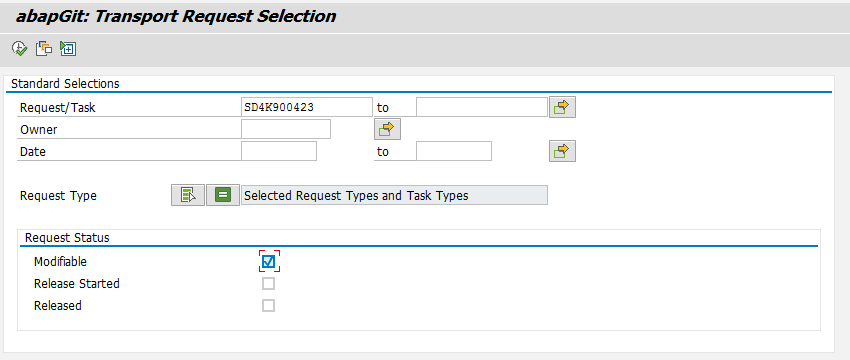 abapGit: Transport Request Selection
Standard Selections
Request/Task SD4K900423 to
Owner
Date to
Request Type Selected Request Types and Task Types
Request Status
Modifiable
Release Started
Released